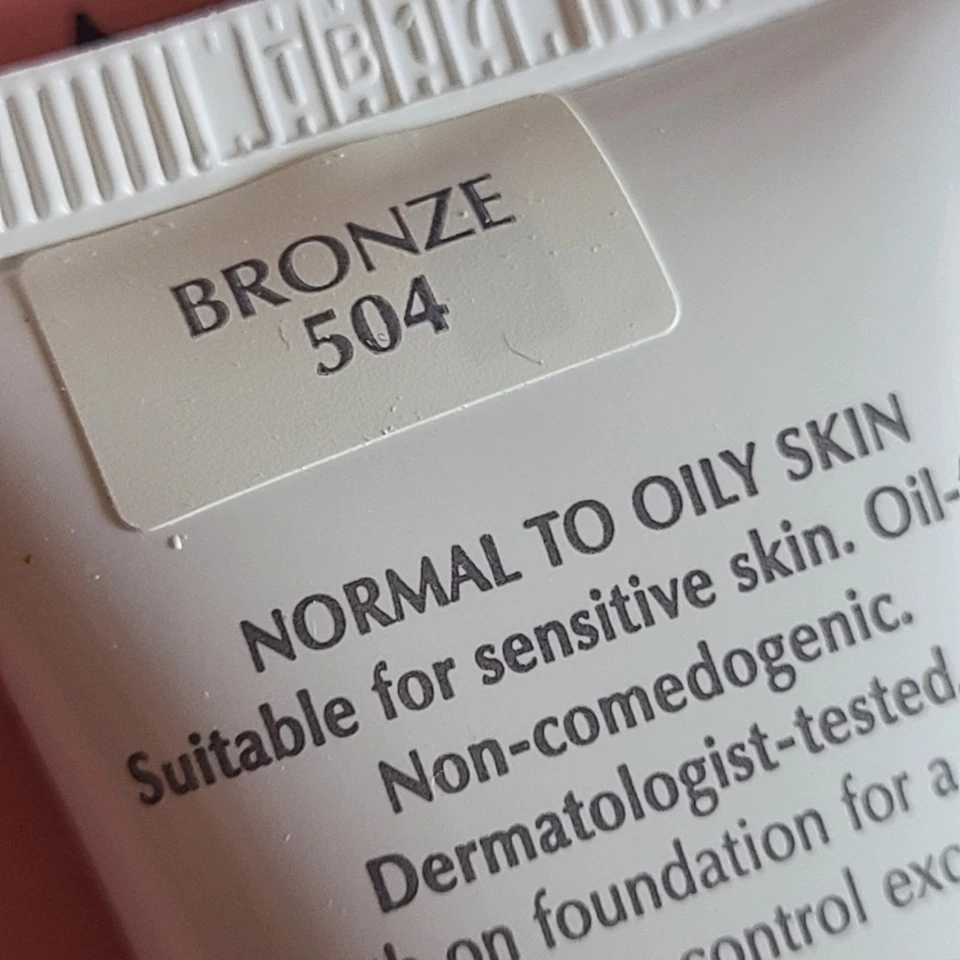 BRONZE
504
NORMAL TO OILY SKIN
Suitable for sensitive skin. Oil-
Non-comedogenic.
Dermatologist-tested.
on foundation for a
control